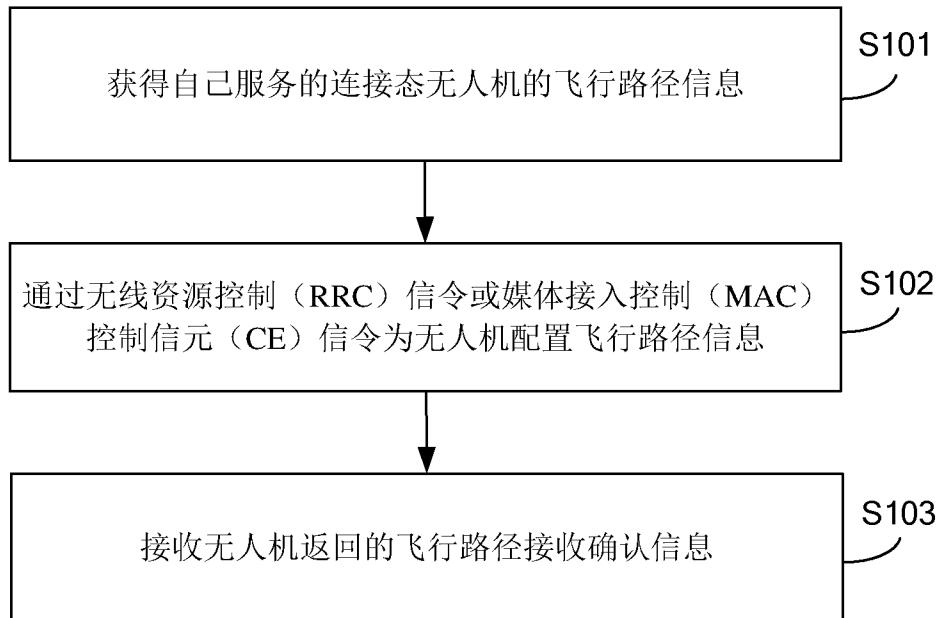 获得自己服务的连接态无人机的飞行路径信息
S101
通过无线资源控制（RRC）信令或媒体接入控制（MAC）
控制信元（CE）信令为无人机配置飞行路径信息
S102
接收无人机返回的飞行路径接收确认信息
S103